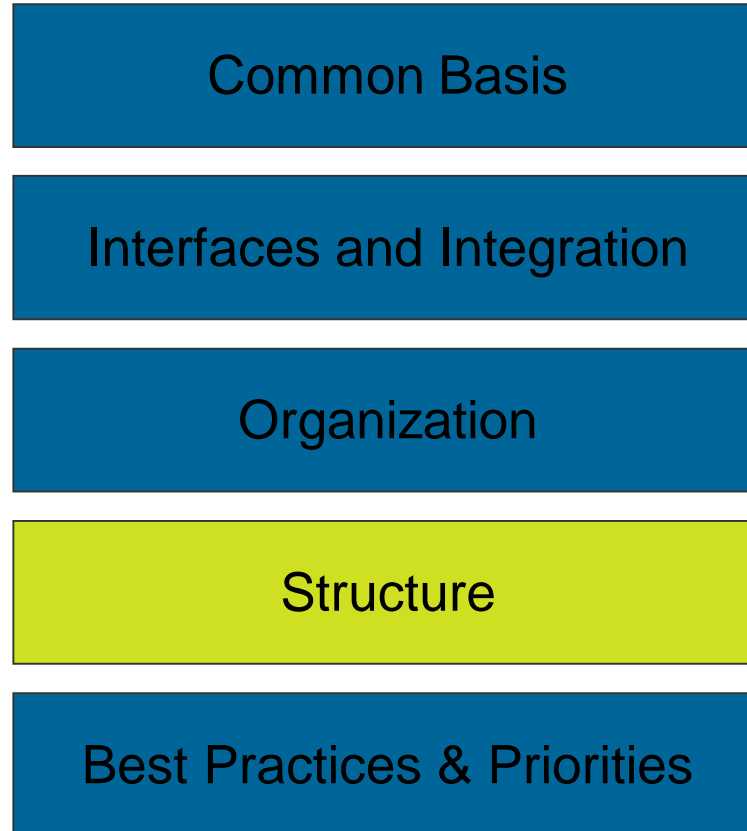 Common Basis
Interfaces and Integration
Organization
Structure
Best Practices & Priorities